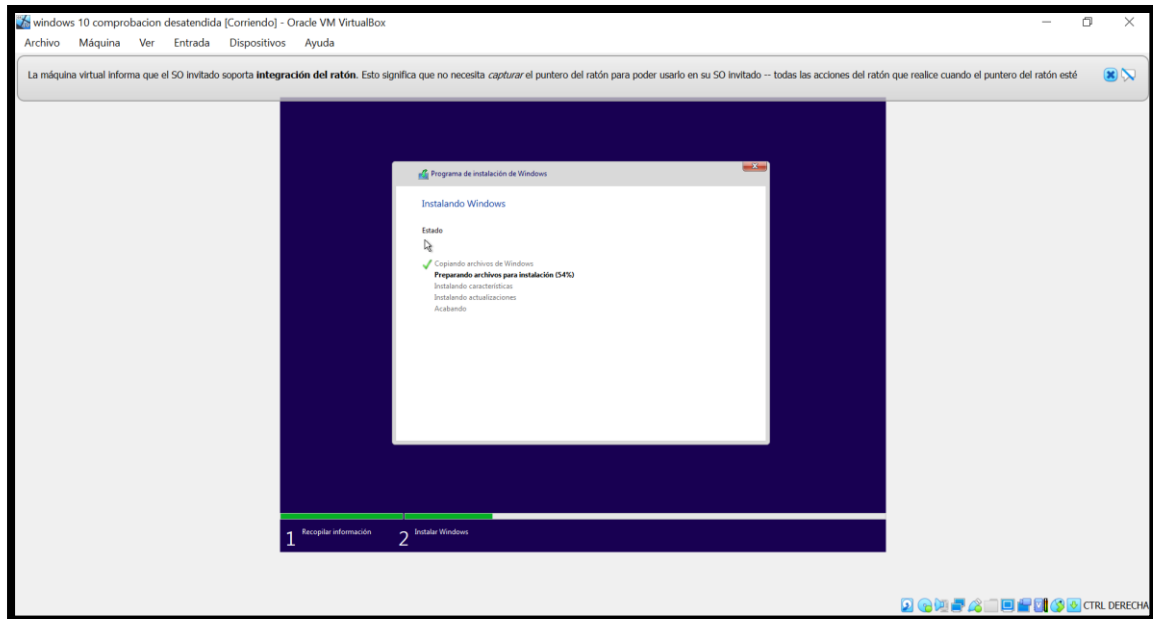 windows 10 comprobacion desatendida [Corriendo] - Oracle VM VirtualBox
Archivo Máquina Ver Entrada Dispositivos Ayuda
La máquina virtual informa que el SO invitado soporta integración del ratón. Esto significa que no necesita capturar el puntero del ratón para poder usarlo en su SO invitado -- todas las acciones del ratón que realice cuando el puntero del ratón esté
Programa de instalación de Windows
Instalando Windows
Estado
Copiando archivos de Windows
Preparando archivos para instalación (54%)
Instalando características
Instalando actualizaciones
Acabando
1 Recopilar información 2 Instalar Windows
CTRL DERECHA